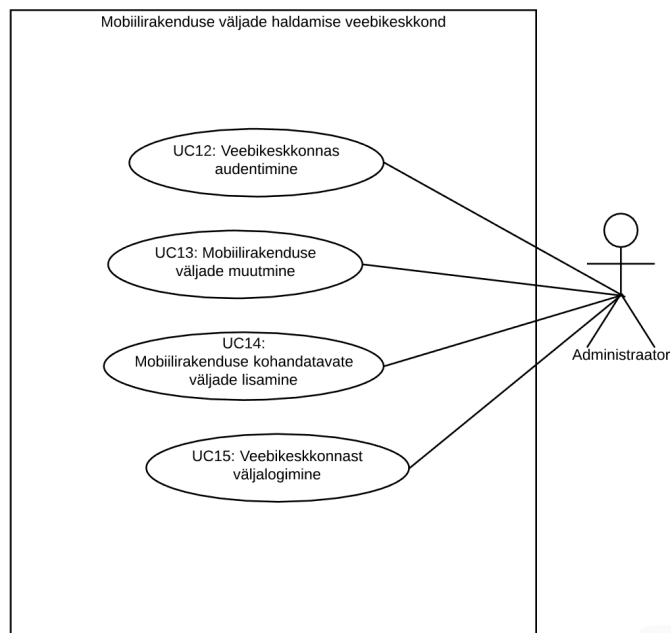 Mobiilirakenduse väljade haldamise veebikeskkond
UC12: Veebikeskkonnas
audentimine
UC13: Mobiilirakenduse
väljade muutmine
UC14:
Mobiilirakenduse kohandatavate
väljade lisamine
Administraator
UC15: Veebikeskkonnast
väljalogimine